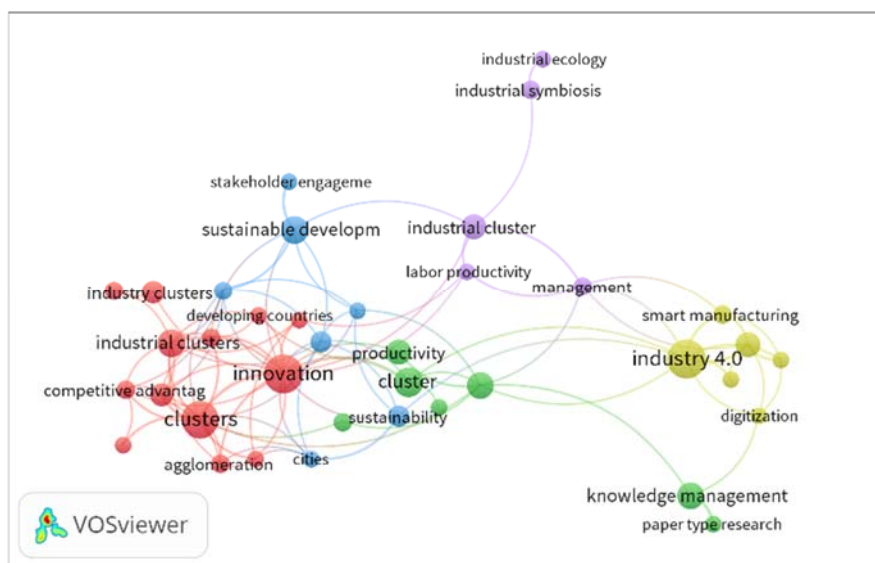 industrial ecology
industrial symbiosis
stakeholder engageme
sustainable developm
industrial cluster
labor productivity
management
industry clusters
developing countries
smart manufacturing
industrial clusters
productivity
industry 4.0
innovation
cluster
competitive advantag
clusters
sustainability
digitization
agglomeration
cities
knowledge management
paper type research
VOSviewer